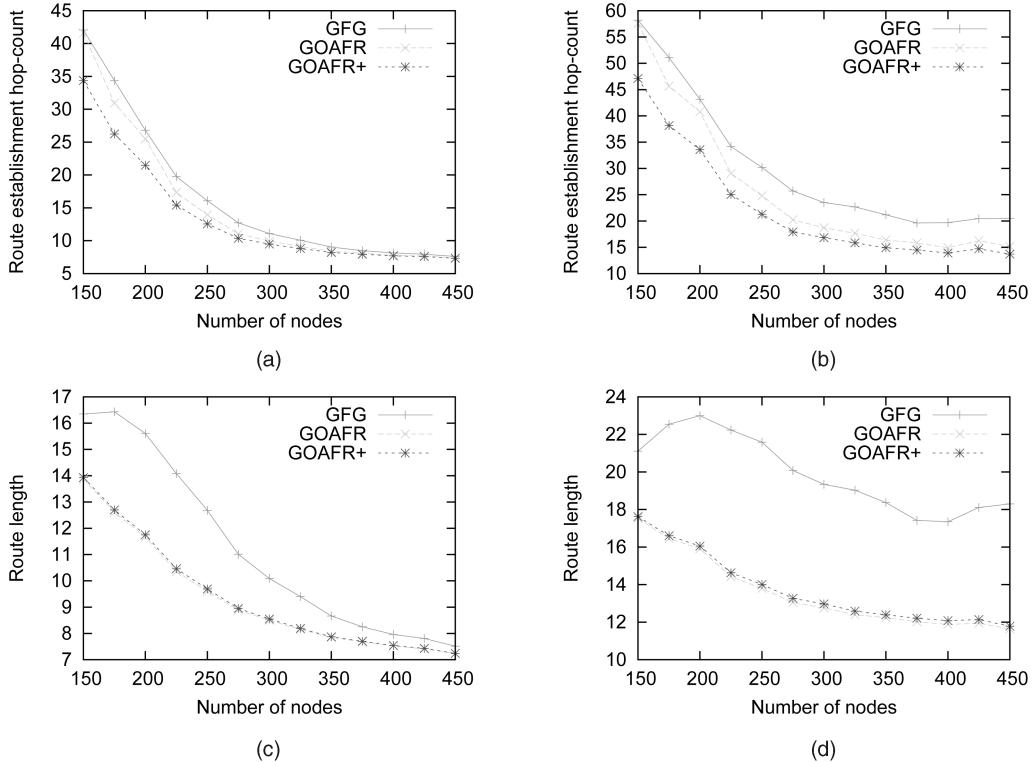 45
40
35
30
25
20
15
10
5
150 200 250 300 350 400 450
Route establishment hop-count
Number of nodes
GFG
GOAFR
GOAFR+
(a)
60
55
50
45
40
35
30
25
20
15
10
150 200 250 300 350 400 450
Route establishment hop-count
Number of nodes
GFG
GOAFR
GOAFR+
(b)
17
16
15
14
13
12
11
10
9
8
7
150 200 250 300 350 400 450
Route length
Number of nodes
GFG
GOAFR
GOAFR+
(c)
24
22
20
18
16
14
12
10
150 200 250 300 350 400 450
Route length
Number of nodes
GFG
GOAFR
GOAFR+
(d)